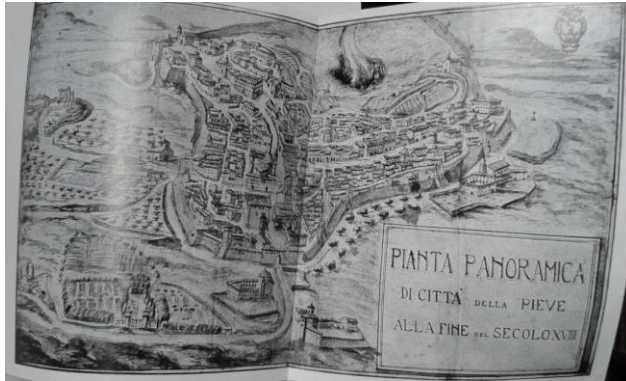 PIANTA PANORAMICA
DI CITTÀ DELLA PIEVE
ALLA FINE DEL SECOLO XVIII